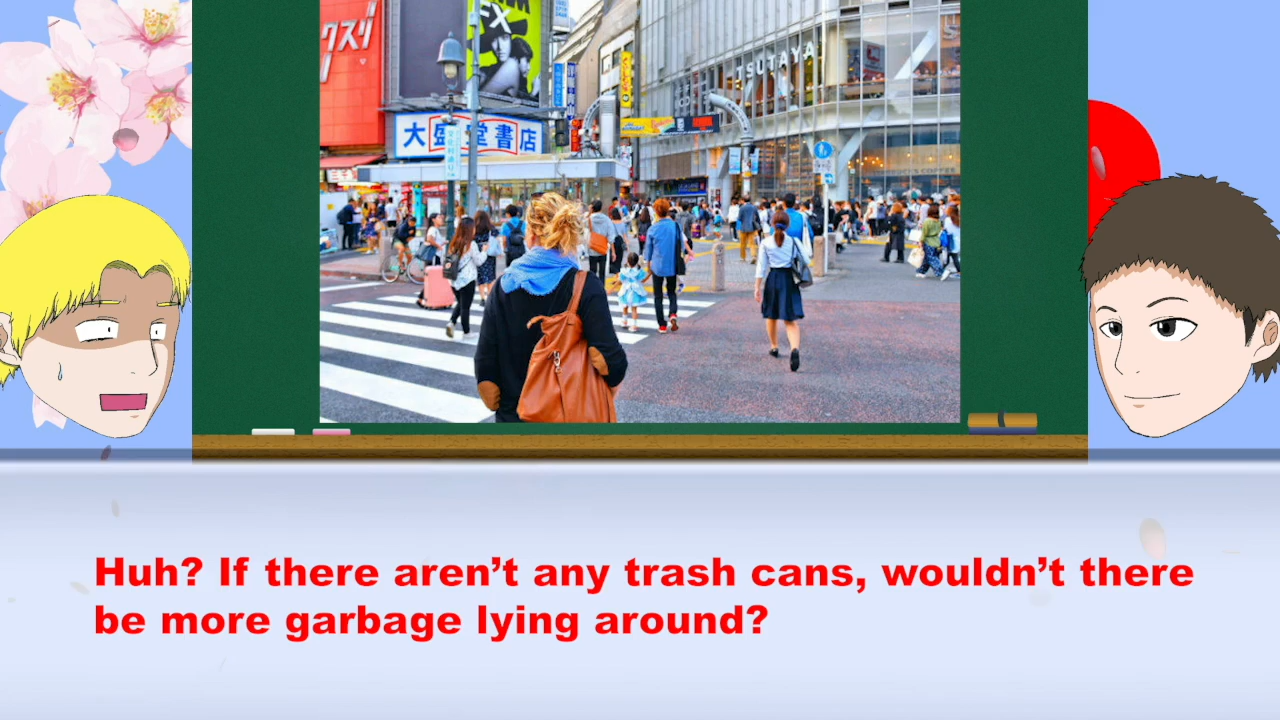 クスリ
FX
TSUTAYA
大盛堂書店
Huh? If there aren’t any trash cans, wouldn’t there
be more garbage lying around?